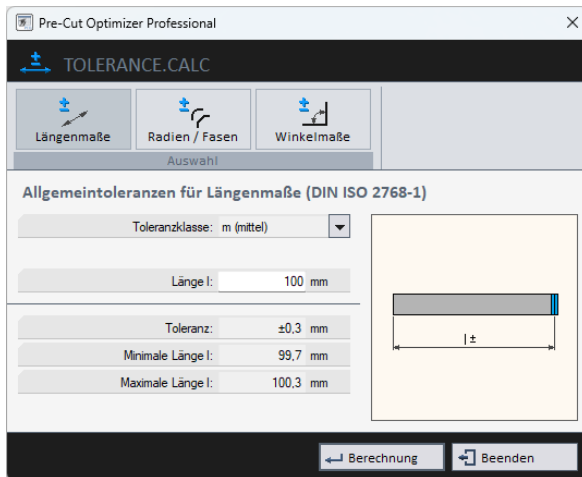 Pre-Cut Optimizer Professional
TOLERANCE.CALC
Längenmaße
Radien / Fasen
Winkelmaße
Auswahl
Allgemeintoleranzen für Längenmaße (DIN ISO 2768-1)
Toleranzklasse: m (mittel)
Länge l: 100 mm
Toleranz: ±0,3 mm
Minimale Länge l: 99,7 mm
Maximale Länge l: 100,3 mm
l ±
Berechnung
Beenden